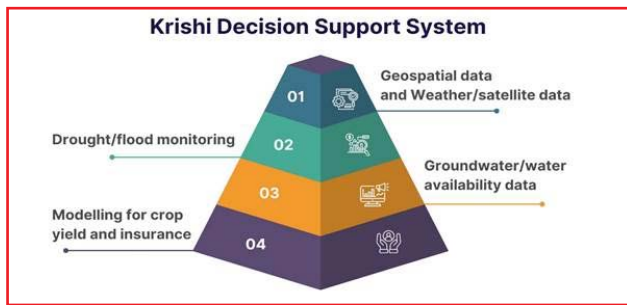 Krishi Decision Support System
01
Geospatial data
and Weather/satellite data
Drought/flood monitoring
02
03
Groundwater/water
availability data
Modelling for crop
yield and insurance
04